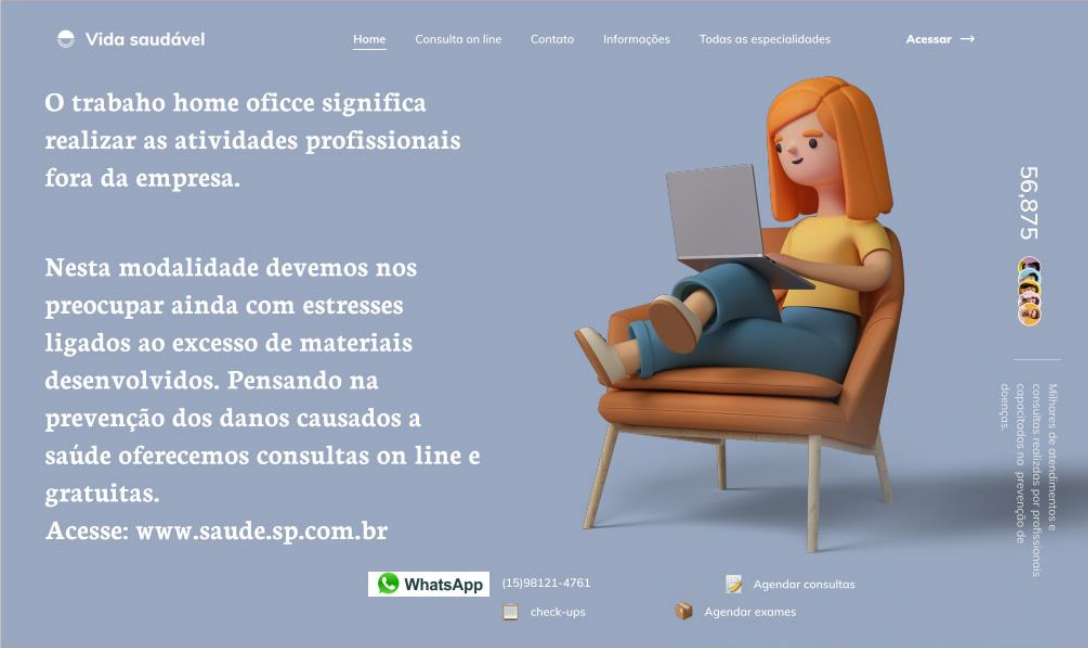 Vida saudável
Home Consulta on line Contato Informações Todas as especialidades Acessar
O trabaho home oficce significa
realizar as atividades profissionais
fora da empresa.
Nesta modalidade devemos nos
preocupar ainda com estresses
ligados ao excesso de materiais
desenvolvidos. Pensando na
prevenção dos danos causados a
saúde oferecemos consultas on line e
gratuitas.
Acesse: www.saude.sp.com.br
56,875
Milhares de atendimentos e
consultas realizdas por profissionais
capacitados na prevenção de
doenças.
WhatsApp (15)98121-4761
Agendar consultas
check-ups
Agendar exames